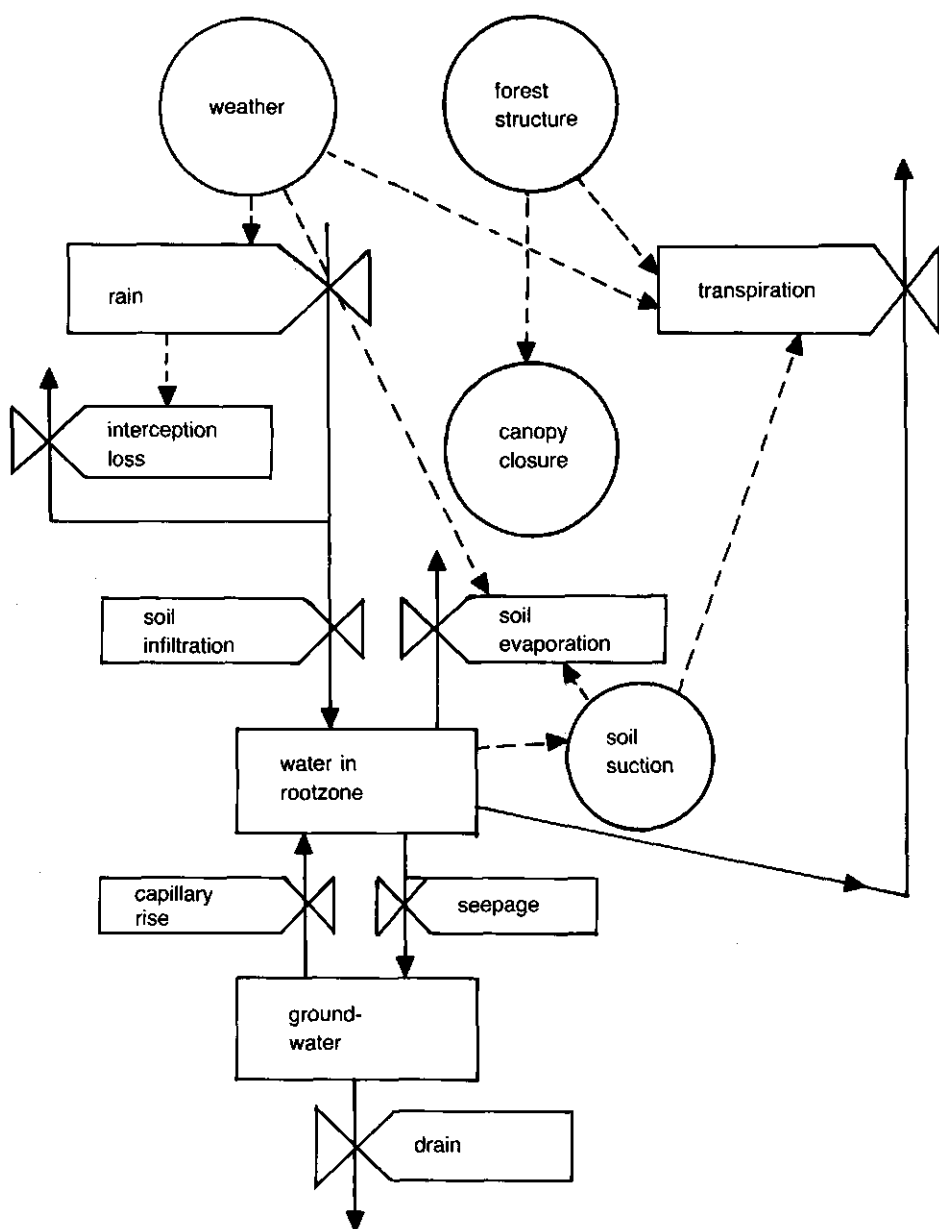 weather
forest
structure
rain
transpiration
interception
loss
canopy
closure
soil
infiltration
soil
evaporation
water in
rootzone
soil
suction
capillary
rise
seepage
ground-
water
drain